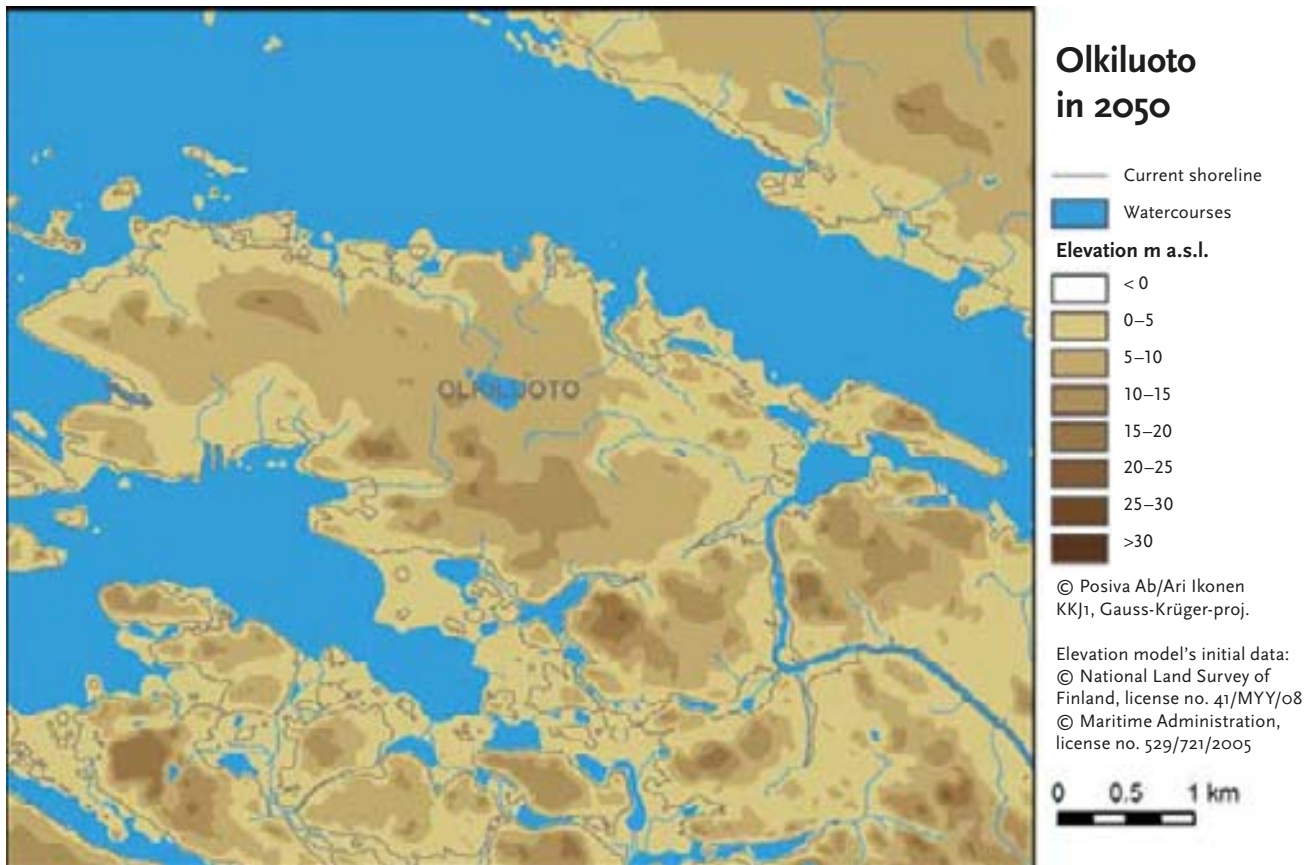 OLKILUOTO
Olkiluoto
in 2050
Current shoreline
Watercourses
Elevation m a.s.l.
< 0
0–5
5–10
10–15
15–20
20–25
25–30
>30
© Posiva Ab/Ari Ikonen
KKJ1, Gauss-Krüger-proj.
Elevation model's initial data:
© National Land Survey of
Finland, license no. 41/MYY/08
© Maritime Administration,
license no. 529/721/2005
0 0.5 1 km